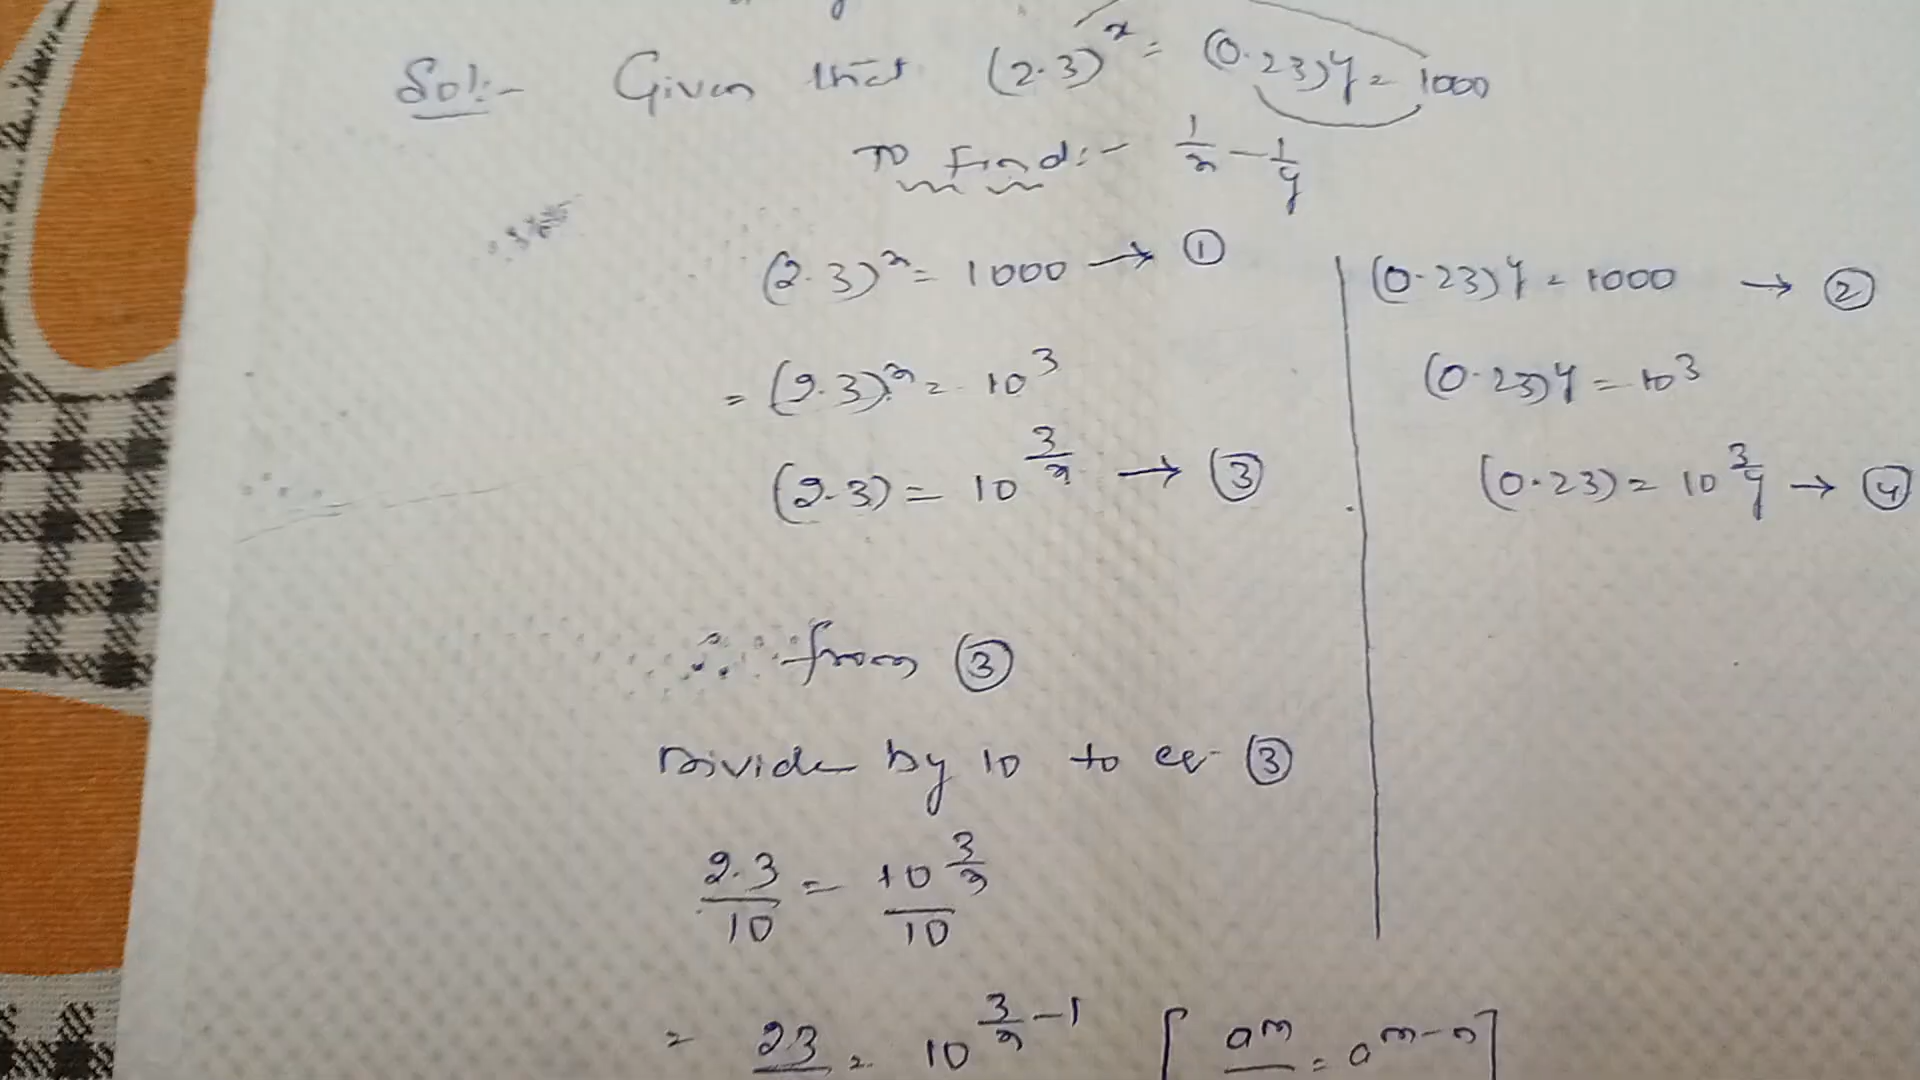 Sol:- Given that (2.3)^x = (0.23)^y = 1000
To Find:- 1/x - 1/y
(2.3)^x = 1000 → ①
= (2.3)^x = 10^3
(2.3) = 10^(3/x) → ③
(0.23)^y = 1000 → ②
(0.23)^y = 10^3
(0.23) = 10^(3/y) → ④
∴ from ③
Divide by 10 to eq ③
2.3/10 = 10^(3/x)/10
= 23 = 10^(3/x - 1) [a^m = a^(m-n)]